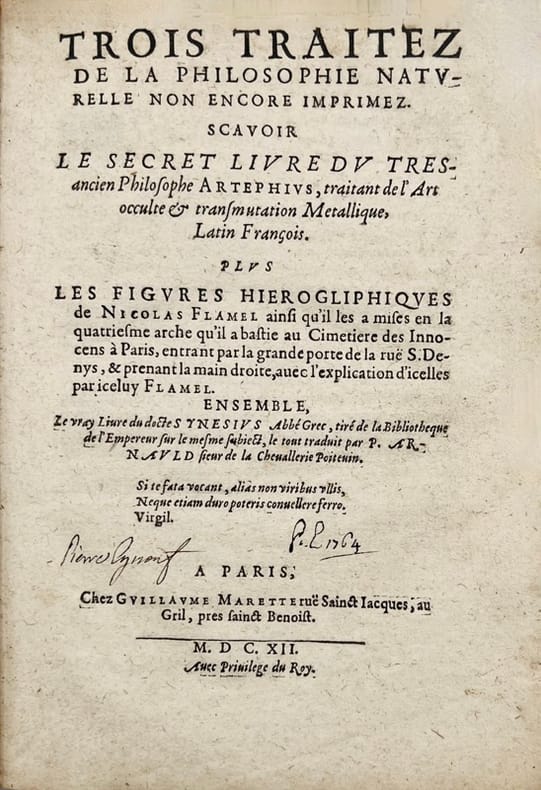 TROIS TRAITEZ
DE LA PHILOSOPHIE NATV-
RELLE NON ENCORE IMPRIMEZ.
SCAVOIR
LE SECRET LIVRE DV TRES-
ancien Philoſophe ARTEPHIVS, traitant de l'Art
occulte & tranſmutation Metallique,
Latin François.
PLVS
LES FIGVRES HIEROGLIPHIQVES
de NICOLAS FLAMEL ainſi qu'il les a miſes en la
quatrieſme arche qu'il a baſtie au Cimetiere des Inno-
cens à Paris, entrant par la grande porte de la ruë S. De-
nys, & prenant la main droite, auec l'explication d'icelles
par iceluy FLAMEL.
ENSEMBLE,
Le vray Liure du docte SYNESIVS Abbé Grec, tiré de la Bibliotheque
de l'Empereur ſur le meſme ſubiect, le tout traduit par P. AR-
NAVLD ſieur de la Cheuallerie Poiteuin.
Si te fata vocant, aliàs non viribus vllis,
Neque etiam duro poteris conuellere ferro.
Virgil.
Pierre
1764
A PARIS,
Chez GVILLAVME MARETTE ruë Sainct Iacques, au
Gril, pres ſainct Benoiſt.
M. D C. XII.
Auec Priuilege du Roy.